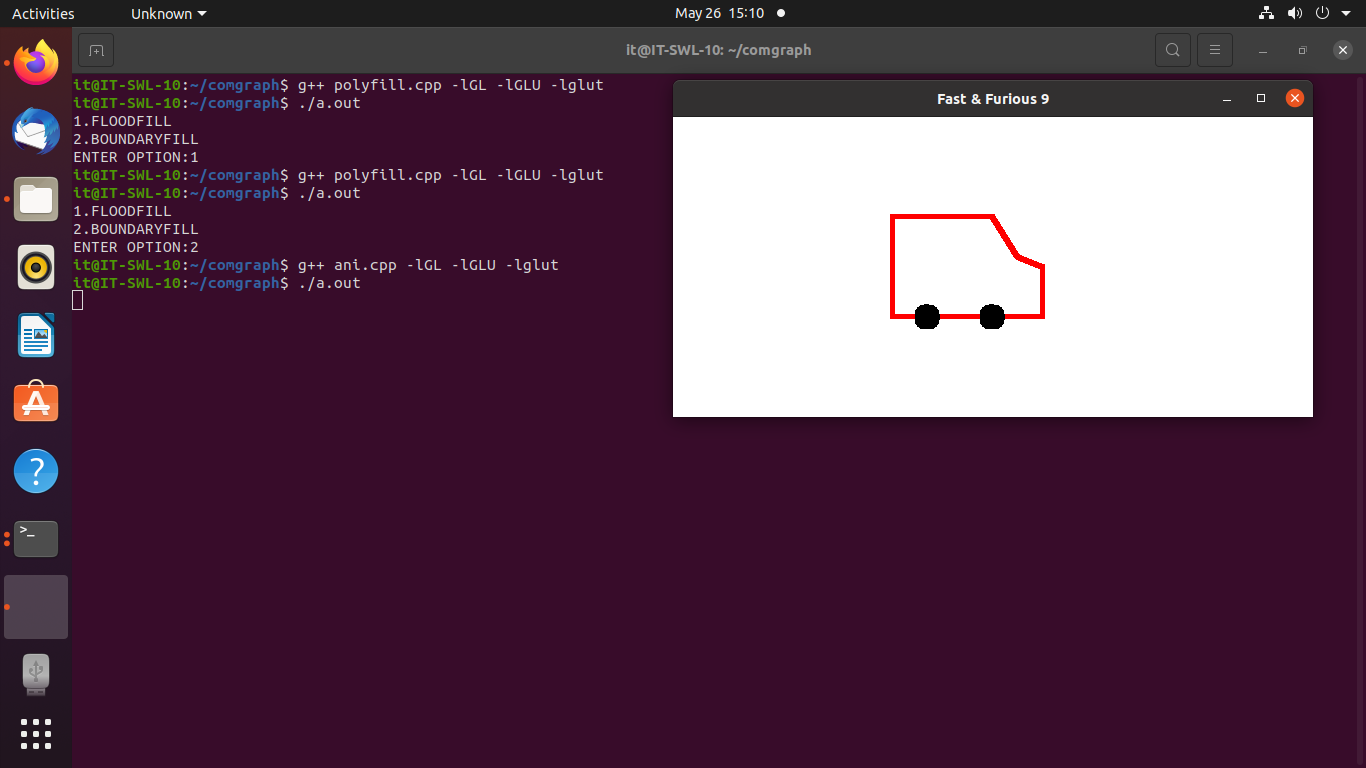 Activities
Unknown
May 26 15:10
it@IT-SWL-10: ~/comgraph
it@IT-SWL-10:~/comgraph$ g++ polyfill.cpp -lGL -lGLU -lglut
it@IT-SWL-10:~/comgraph$ ./a.out
1.FLOODFILL
2.BOUNDARYFILL
ENTER OPTION:1
it@IT-SWL-10:~/comgraph$ g++ polyfill.cpp -lGL -lGLU -lglut
it@IT-SWL-10:~/comgraph$ ./a.out
1.FLOODFILL
2.BOUNDARYFILL
ENTER OPTION:2
it@IT-SWL-10:~/comgraph$ g++ ani.cpp -lGL -lGLU -lglut
it@IT-SWL-10:~/comgraph$ ./a.out
Fast & Furious 9